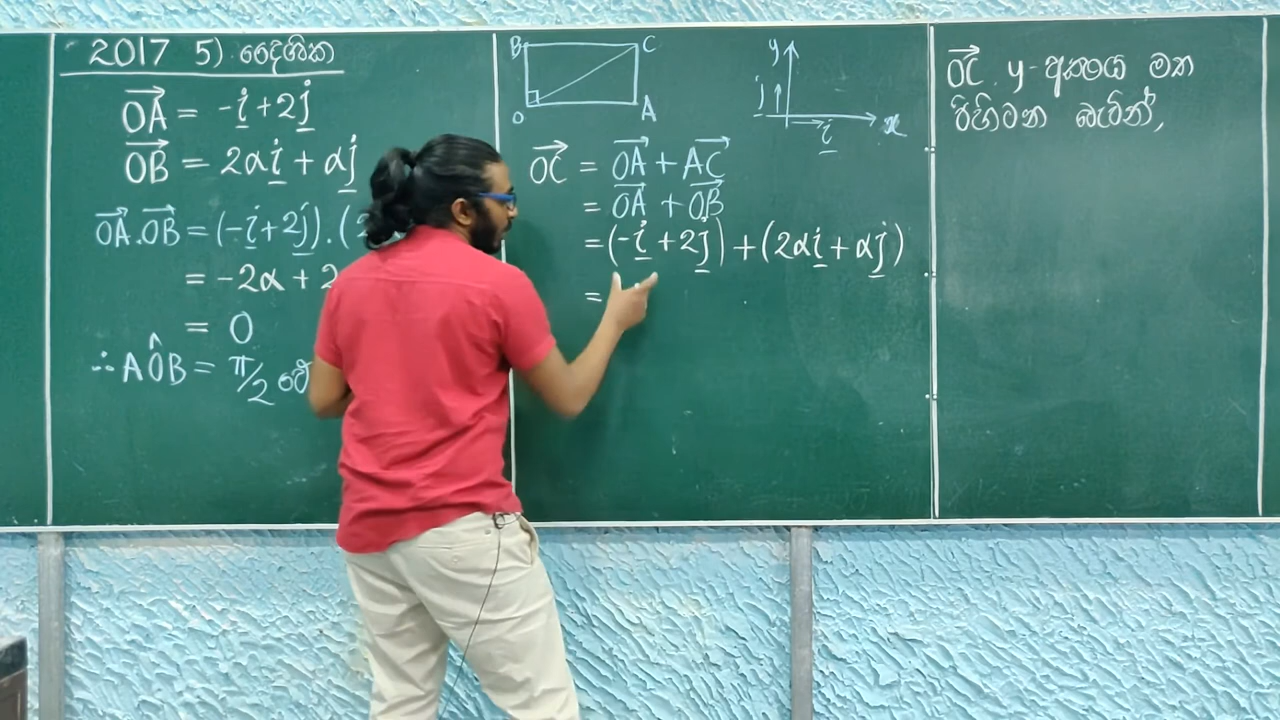 2017 5) දෛශික
→OA = -i + 2j
→OB = 2αi + αj
→OA . →OB = (-i + 2j) . (
= -2α + 2
= 0
∴ AÔB = π/2
B C
O A
y
j
i x
→OC = →OA + →AC
= →OA + →OB
= (-i + 2j) + (2αi + αj)
=
→OC y-අක්ෂය මත
පිහිටන බැවින්,